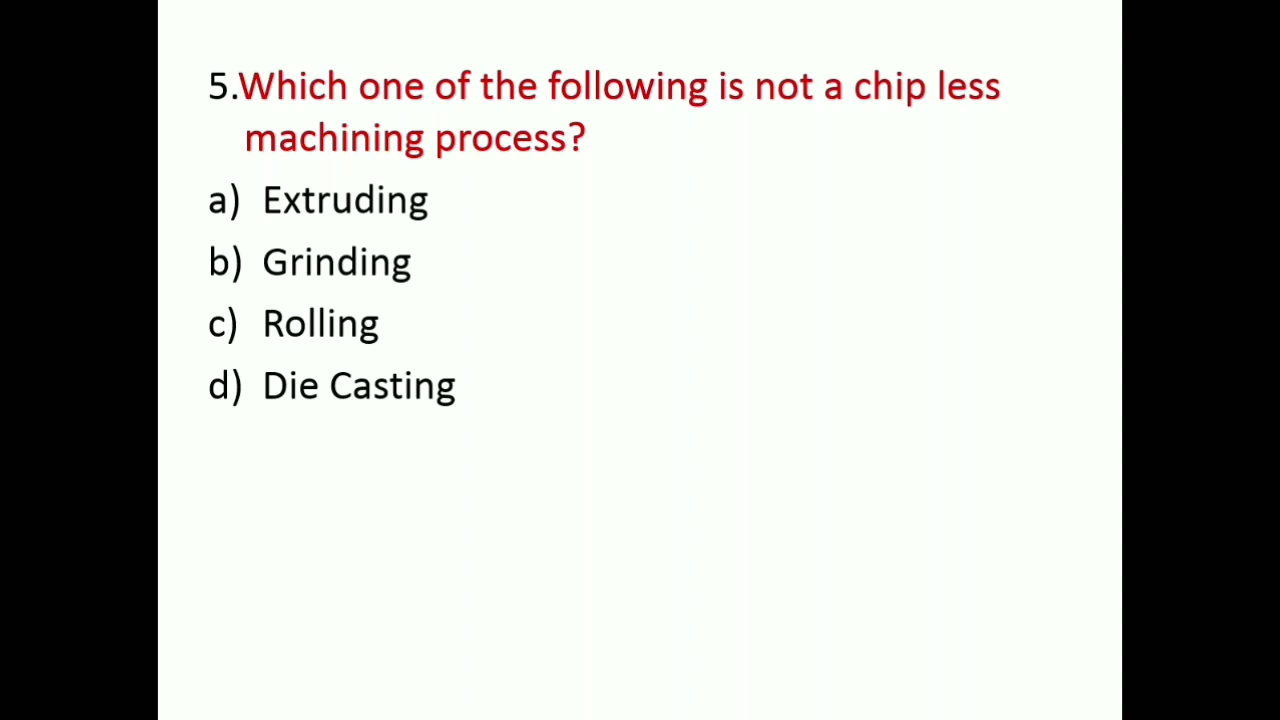 5.Which one of the following is not a chip less
machining process?
a) Extruding
b) Grinding
c) Rolling
d) Die Casting